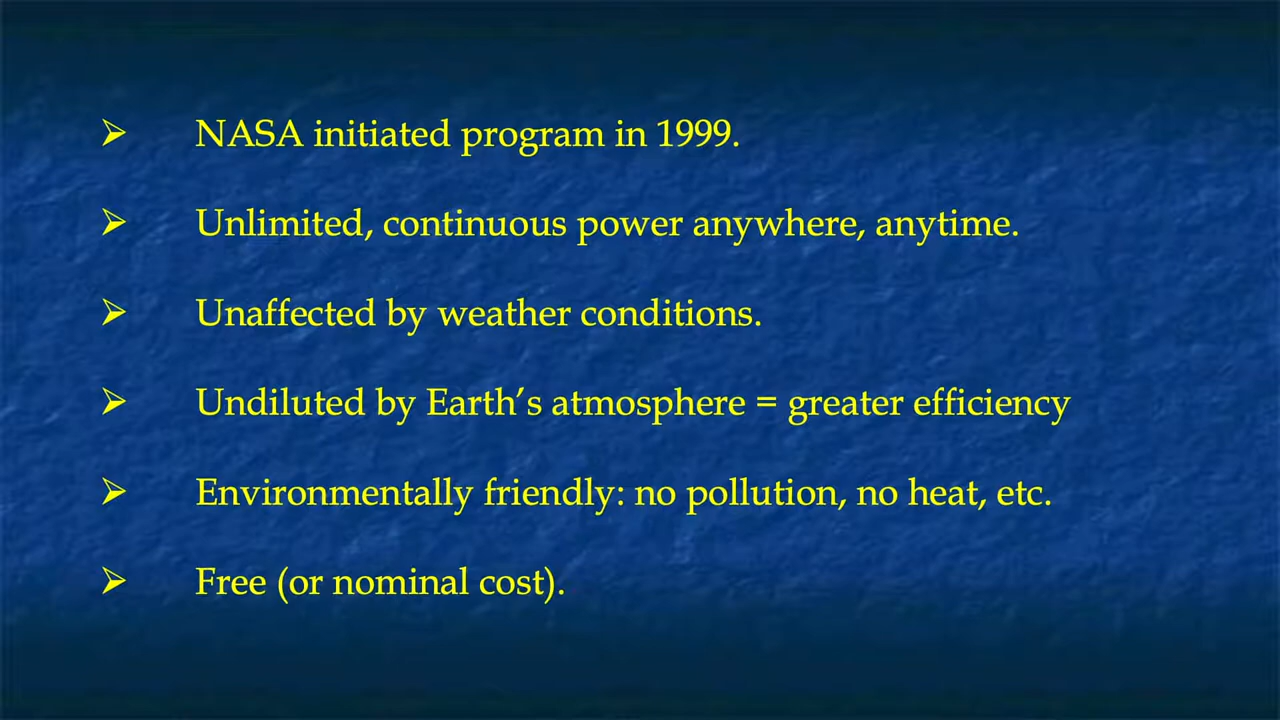 ➢ NASA initiated program in 1999.
➢ Unlimited, continuous power anywhere, anytime.
➢ Unaffected by weather conditions.
➢ Undiluted by Earth’s atmosphere = greater efficiency
➢ Environmentally friendly: no pollution, no heat, etc.
➢ Free (or nominal cost).